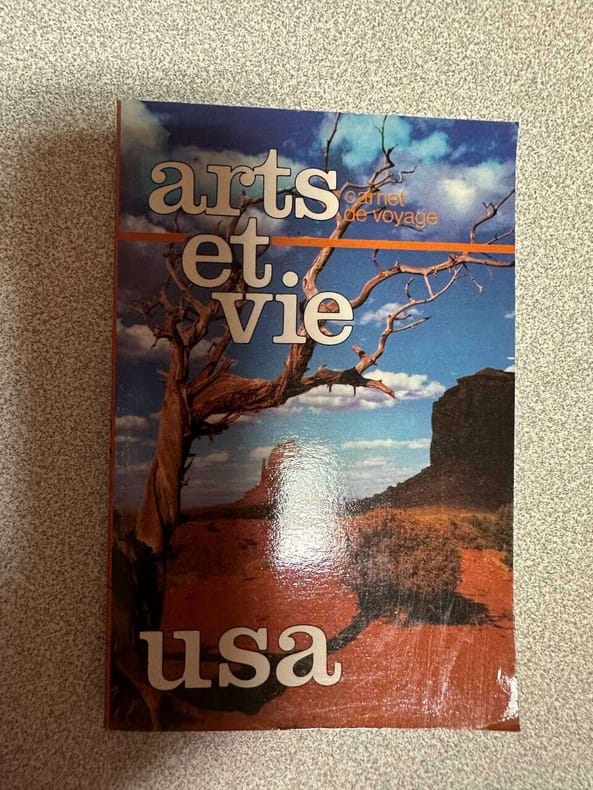 arts
carnet
de voyage
et
vie
usa